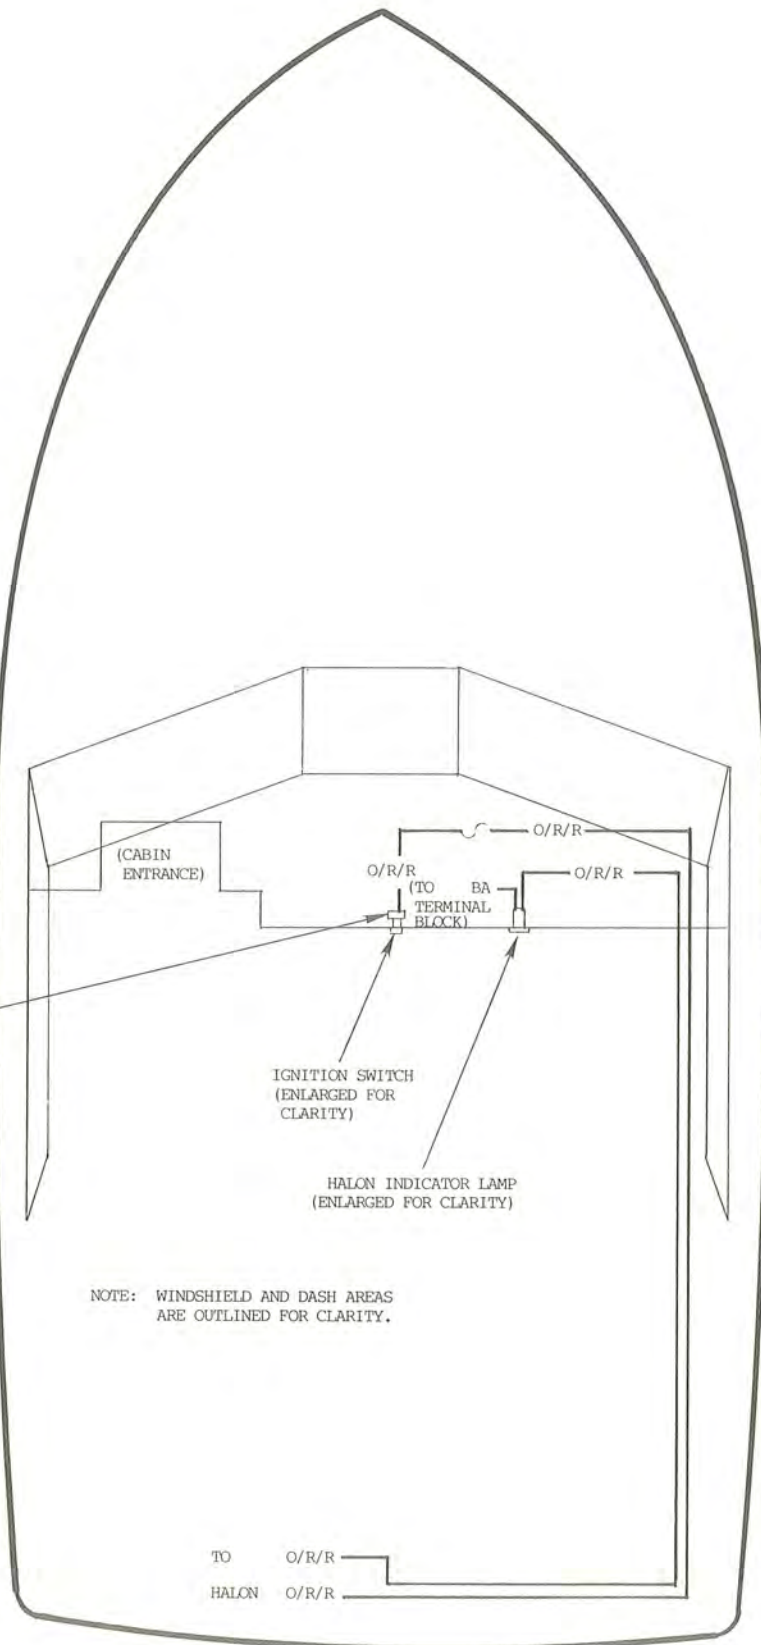 O/R/R
(CABIN
ENTRANCE)
O/R/R
O/R/R
(TO
BA
TERMINAL
BLOCK)
IGNITION SWITCH
(ENLARGED FOR
CLARITY)
HALON INDICATOR LAMP
(ENLARGED FOR CLARITY)
NOTE: WINDSHIELD AND DASH AREAS
ARE OUTLINED FOR CLARITY.
TO O/R/R
HALON O/R/R